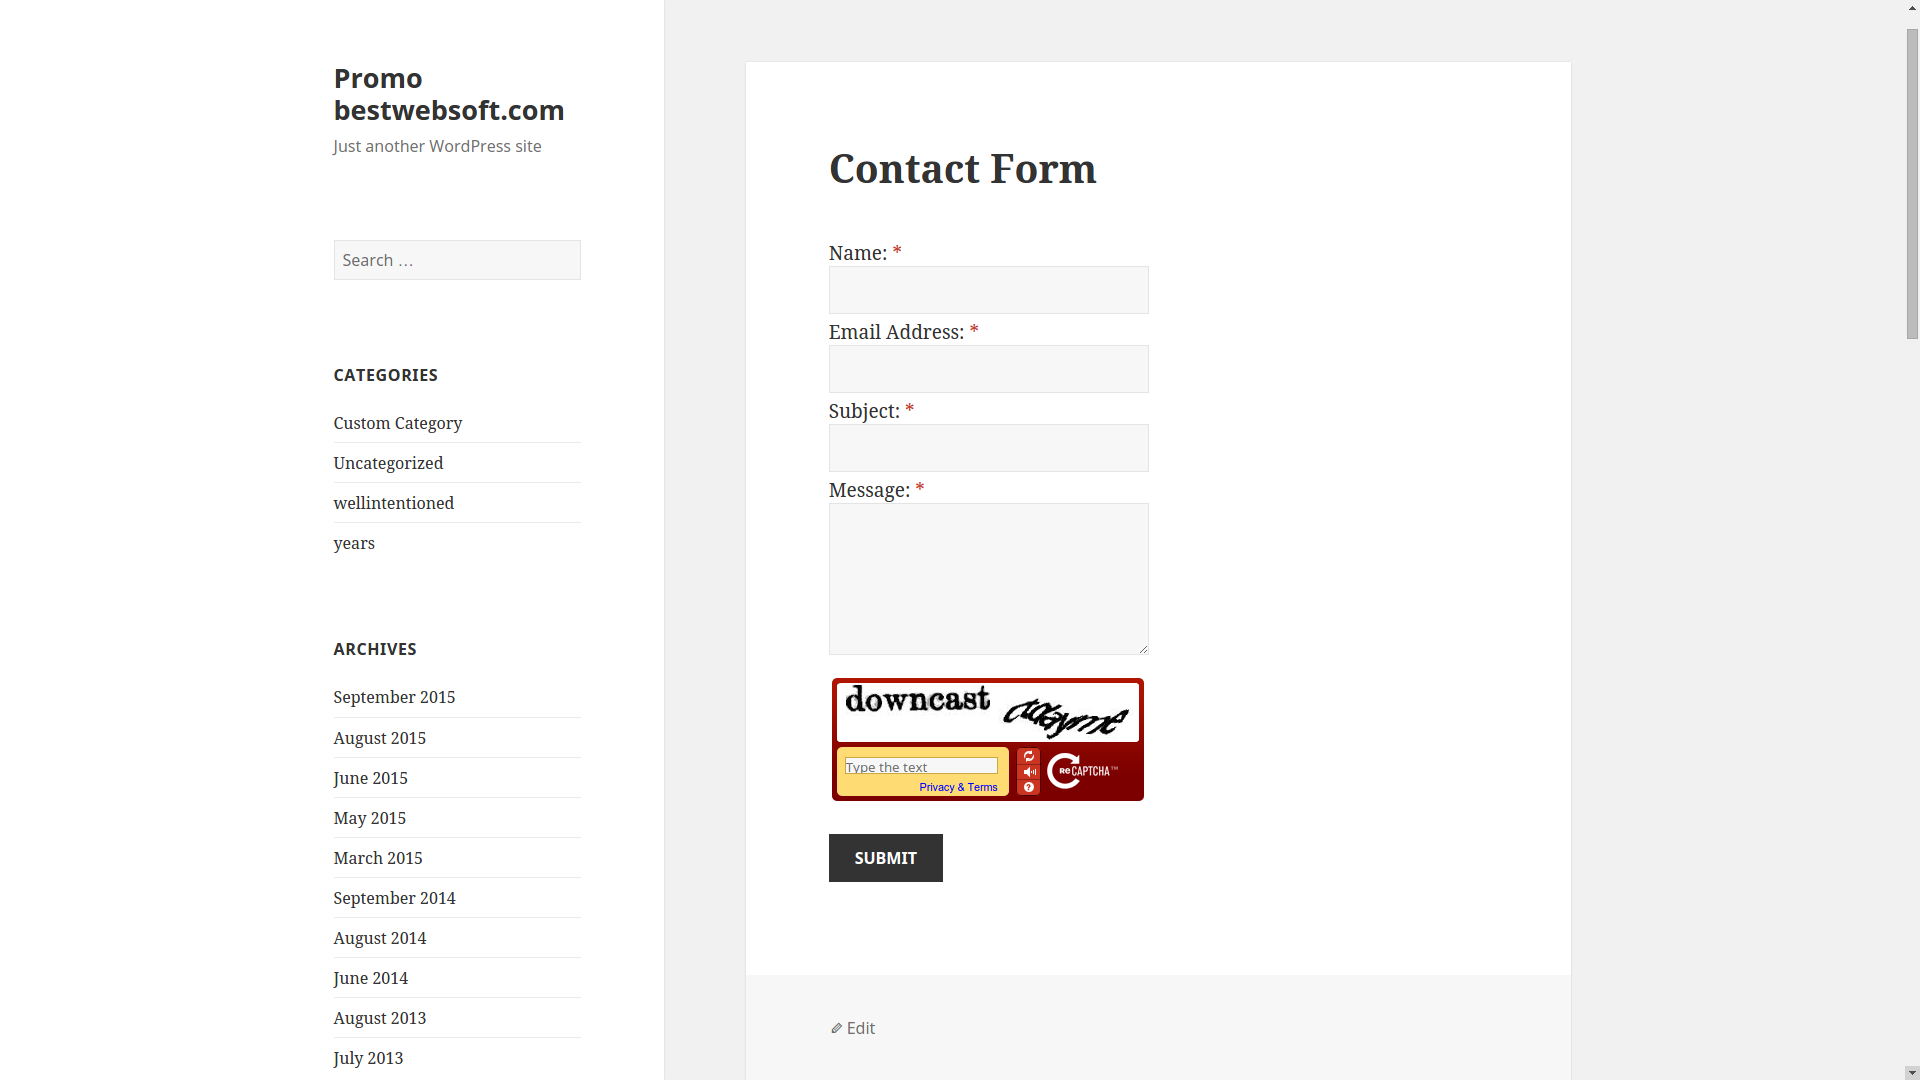 Promo
bestwebsoft.com
Just another WordPress site
Search …
CATEGORIES
Custom Category
Uncategorized
wellintentioned
years
ARCHIVES
September 2015
August 2015
June 2015
May 2015
March 2015
September 2014
August 2014
June 2014
August 2013
July 2013
Contact Form
Name: *
Email Address: *
Subject: *
Message: *
downcast
Type the text
Privacy & Terms
reCAPTCHA™
SUBMIT
Edit